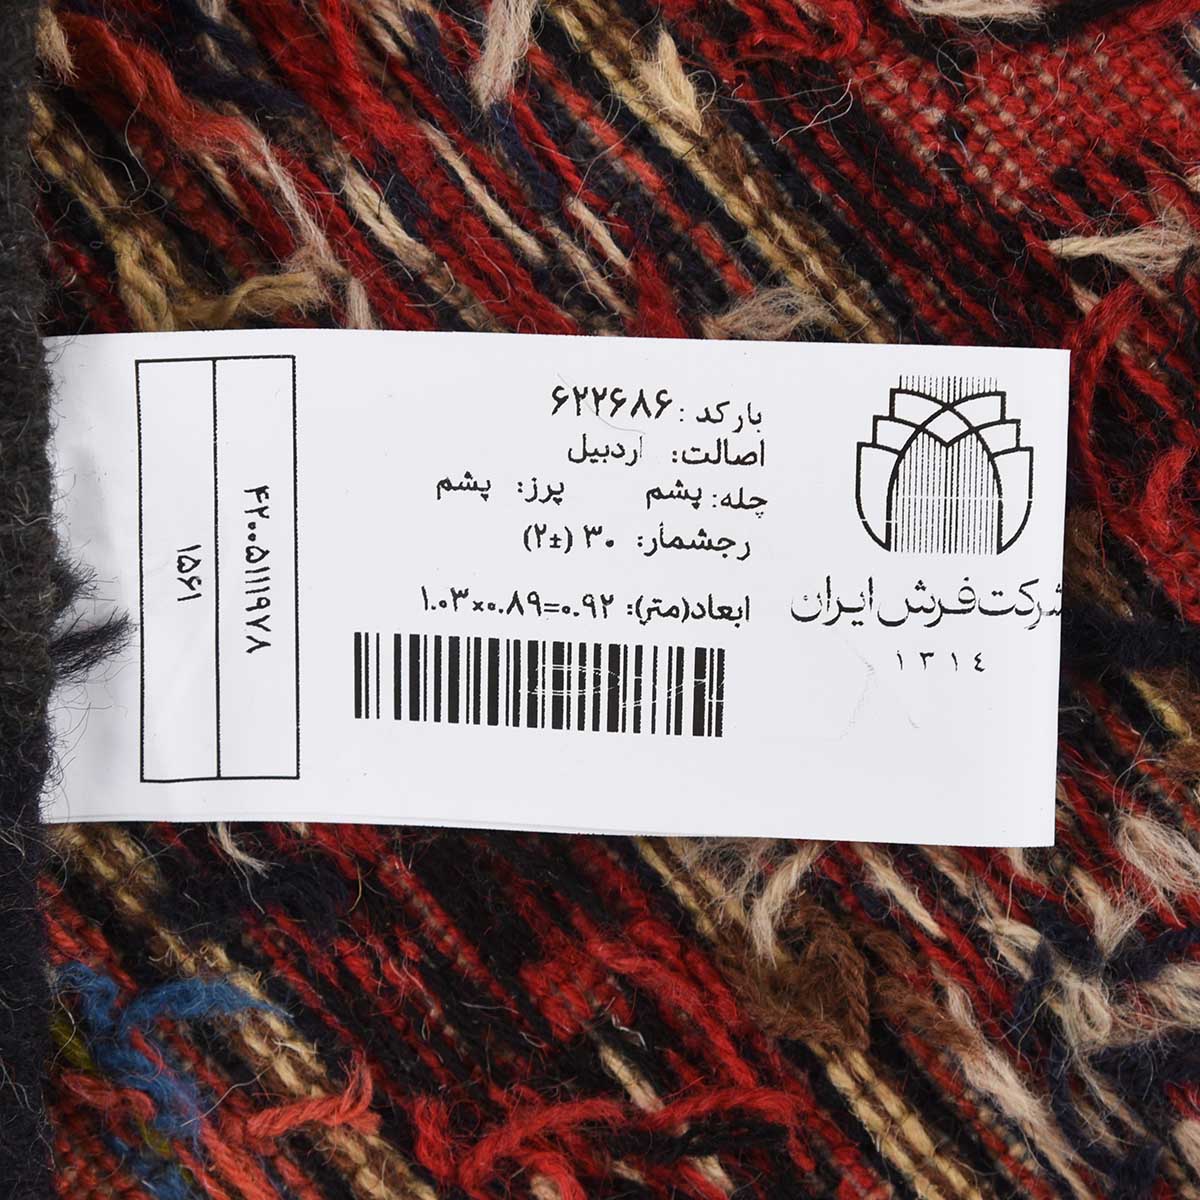 بارکد: ۶۲۲۶۸۶
اصالت: اردبیل
چله: پشم پرز: پشم
رجشمار: ۳۰ (±۲)
ابعاد(متر): ۱.۰۳×۰.۸۹=۰.۹۲
شرکت فرش ایران
۱۳۱٤
۴۲۰۰۵۱۱۱۹۷۸
۱۵۶۱